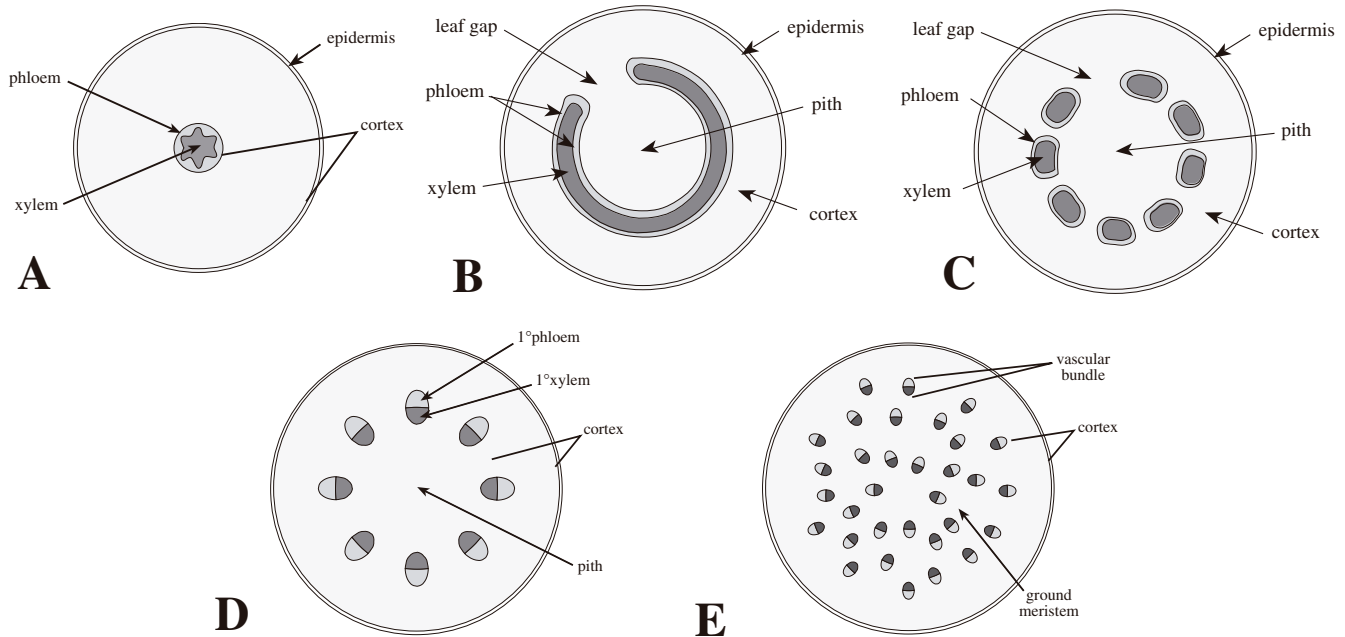 epidermis
phloem
cortex
xylem
A
leaf gap
epidermis
phloem
pith
xylem
cortex
B
leaf gap
epidermis
phloem
pith
xylem
cortex
C
1°phloem
1°xylem
cortex
pith
D
vascular
bundle
cortex
ground
meristem
E